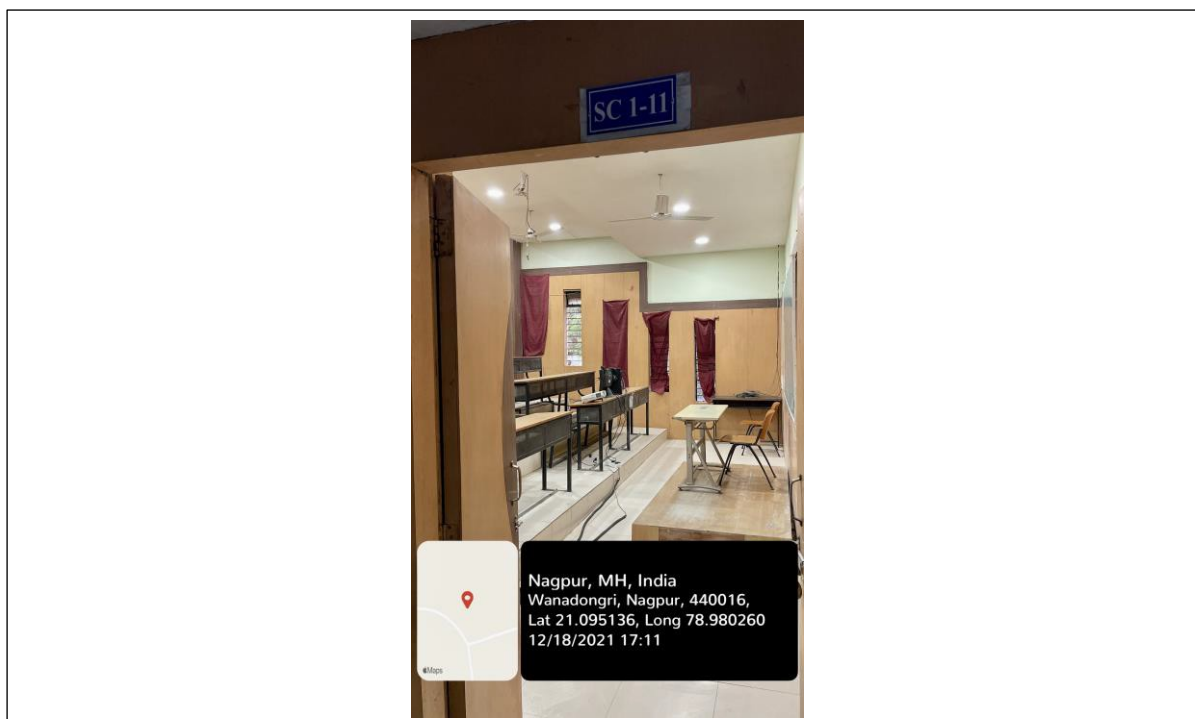 SC 1-11
Nagpur, MH, India
Wanadongri, Nagpur, 440016,
Lat 21.095136, Long 78.980260
12/18/2021 17:11
Maps